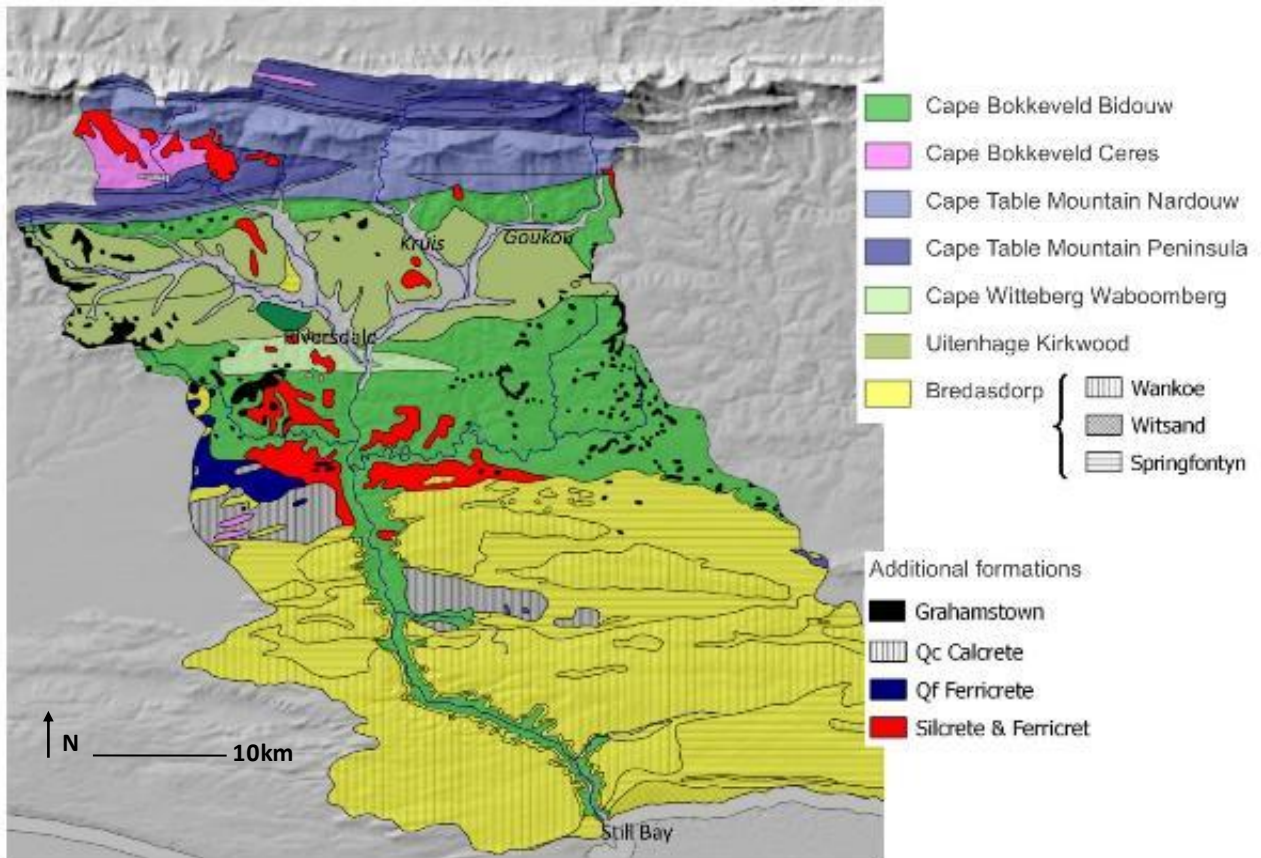 Cape Bokkeveld Bidouw
Cape Bokkeveld Ceres
Cape Table Mountain Nardouw
Cape Table Mountain Peninsula
Cape Witteberg Waboomberg
Uitenhage Kirkwood
Bredasdorp
Wankoe
Witsand
Springfontyn
Additional formations
Grahamstown
Qc Calcrete
Qf Ferricrete
Silcrete & Ferricret
Kruis
Goukou
Riversdale
N
10km
Still Bay